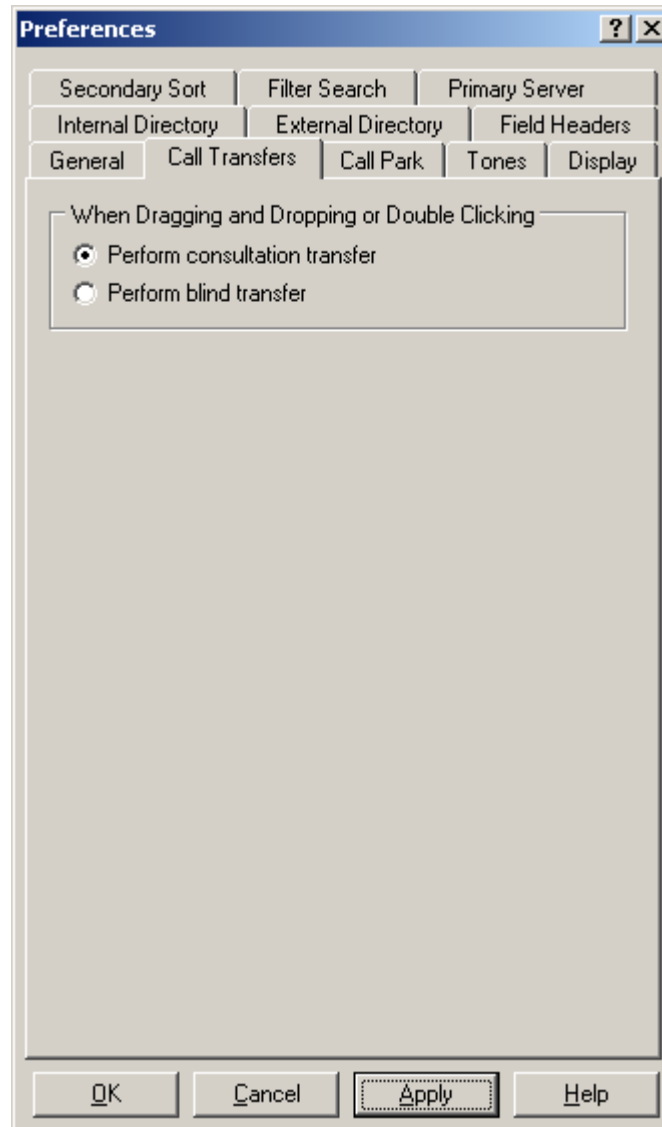 Preferences
Secondary Sort Filter Search Primary Server
Internal Directory External Directory Field Headers
General Call Transfers Call Park Tones Display
When Dragging and Dropping or Double Clicking
Perform consultation transfer
Perform blind transfer
OK Cancel Apply Help